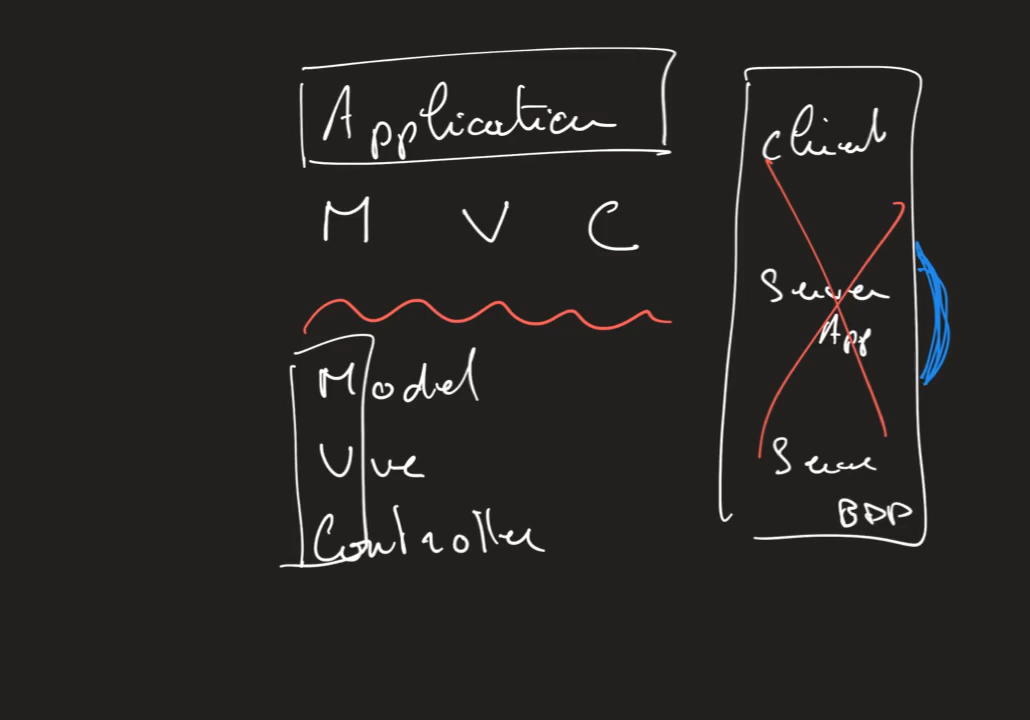 Application
M V C
Model
Vue
Controller
Client
Server
App
Serveur
BDD